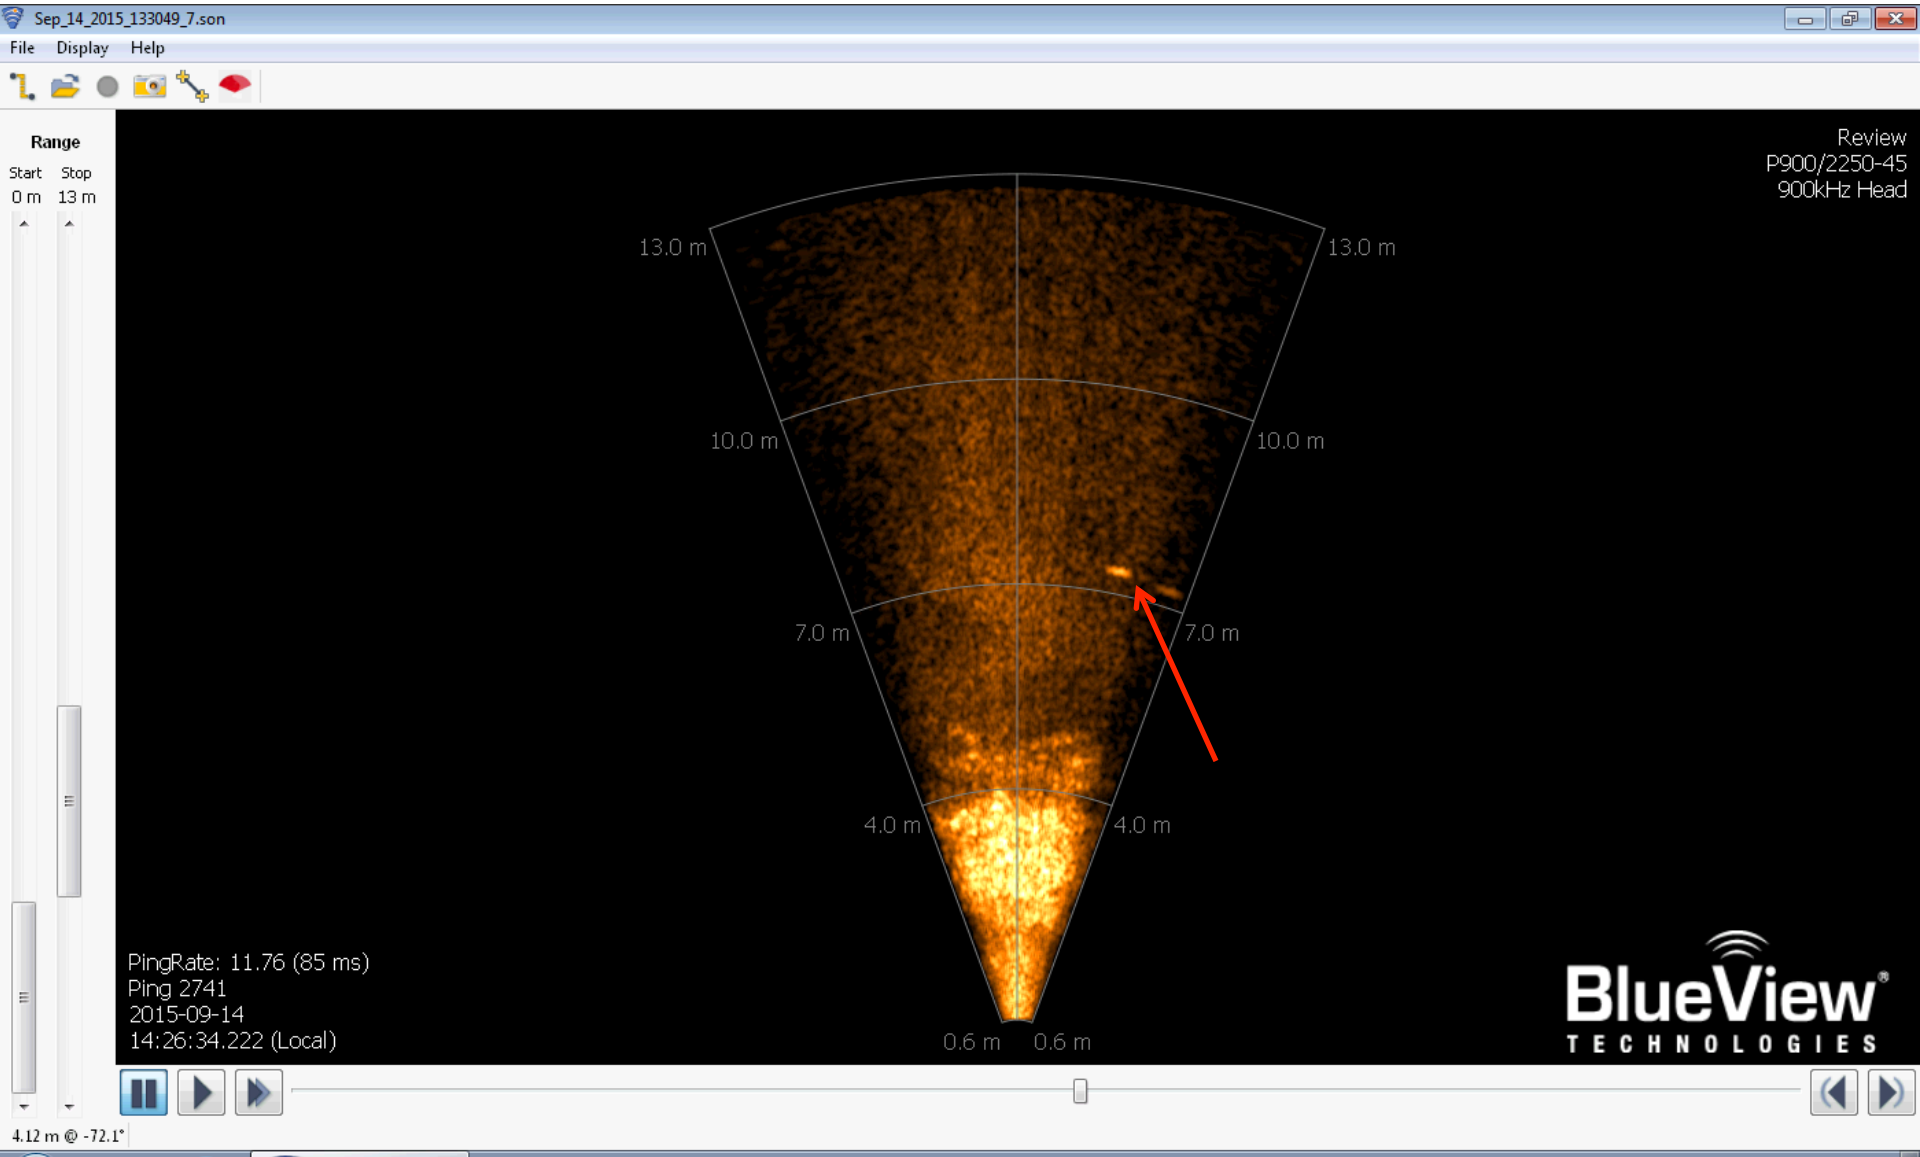 Sep_14_2015_133049_7.son
File Display Help
Range
Start Stop
0 m 13 m
Review
P900/2250-45
900kHz Head
13.0 m 13.0 m
10.0 m 10.0 m
7.0 m 7.0 m
4.0 m 4.0 m
0.6 m 0.6 m
PingRate: 11.76 (85 ms)
Ping 2741
2015-09-14
14:26:34.222 (Local)
BlueView®
TECHNOLOGIES
4.12 m @ -72.1°